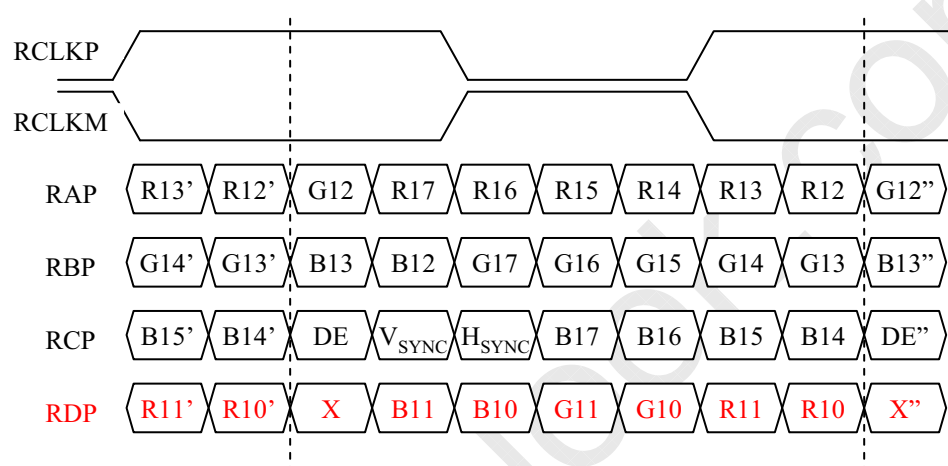 RCLKP
RCLKM
RAP R13’ R12’ G12 R17 R16 R15 R14 R13 R12 G12”
RBP G14’ G13’ B13 B12 G17 G16 G15 G14 G13 B13”
RCP B15’ B14’ DE VSYNC HSYNC B17 B16 B15 B14 DE”
RDP R11’ R10’ X B11 B10 G11 G10 R11 R10 X”